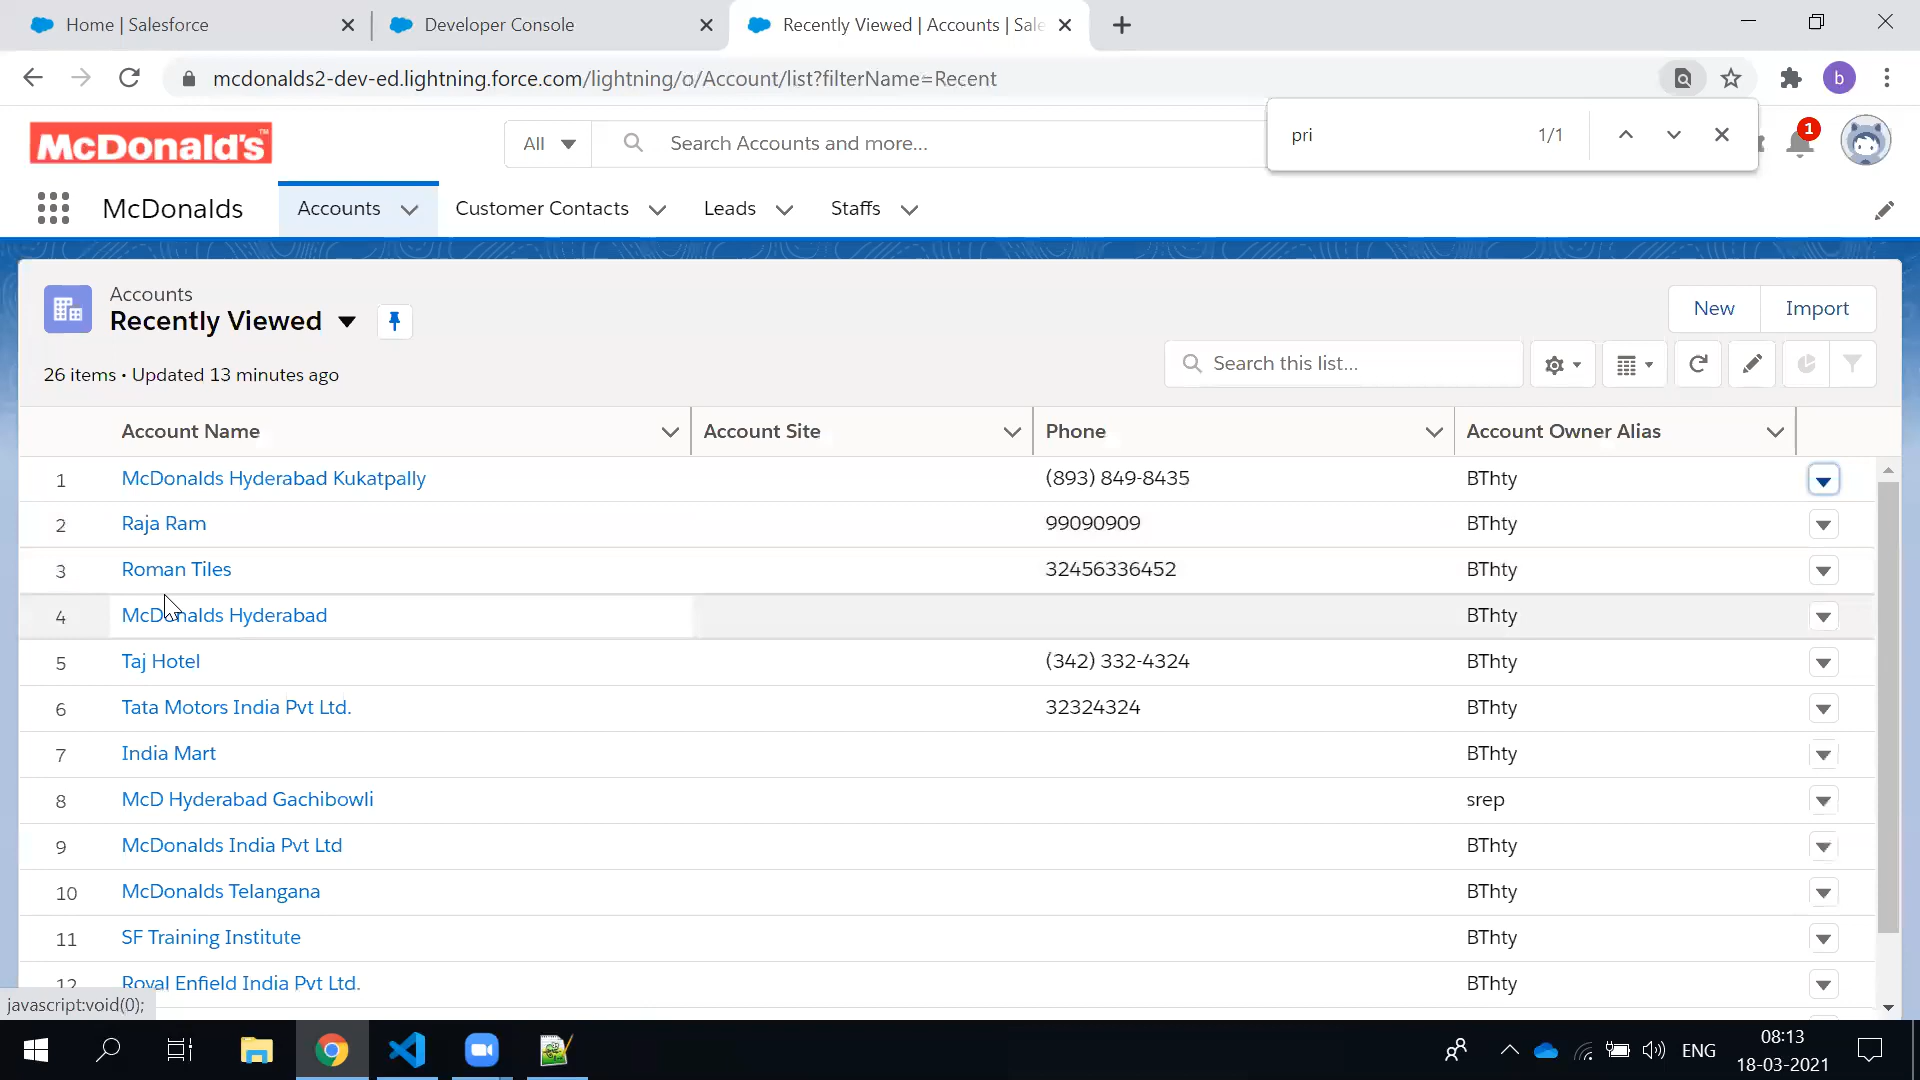 Home | Salesforce
Developer Console
Recently Viewed | Accounts | Sale
mcdonalds2-dev-ed.lightning.force.com/lightning/o/Account/list?filterName=Recent
b
pri
1/1
McDonald's™
All
Search Accounts and more...
1
McDonalds
Accounts
Customer Contacts
Leads
Staffs
Accounts
Recently Viewed
New
Import
26 items • Updated 13 minutes ago
Search this list...
Account Name Account Site Phone Account Owner Alias
1 McDonalds Hyderabad Kukatpally (893) 849-8435 BThty
2 Raja Ram 99090909 BThty
3 Roman Tiles 32456336452 BThty
4 McDonalds Hyderabad BThty
5 Taj Hotel (342) 332-4324 BThty
6 Tata Motors India Pvt Ltd. 32324324 BThty
7 India Mart BThty
8 McD Hyderabad Gachibowli srep
9 McDonalds India Pvt Ltd BThty
10 McDonalds Telangana BThty
11 SF Training Institute BThty
12 Royal Enfield India Pvt Ltd. BThty
javascript:void(0);
ENG
08:13
18-03-2021